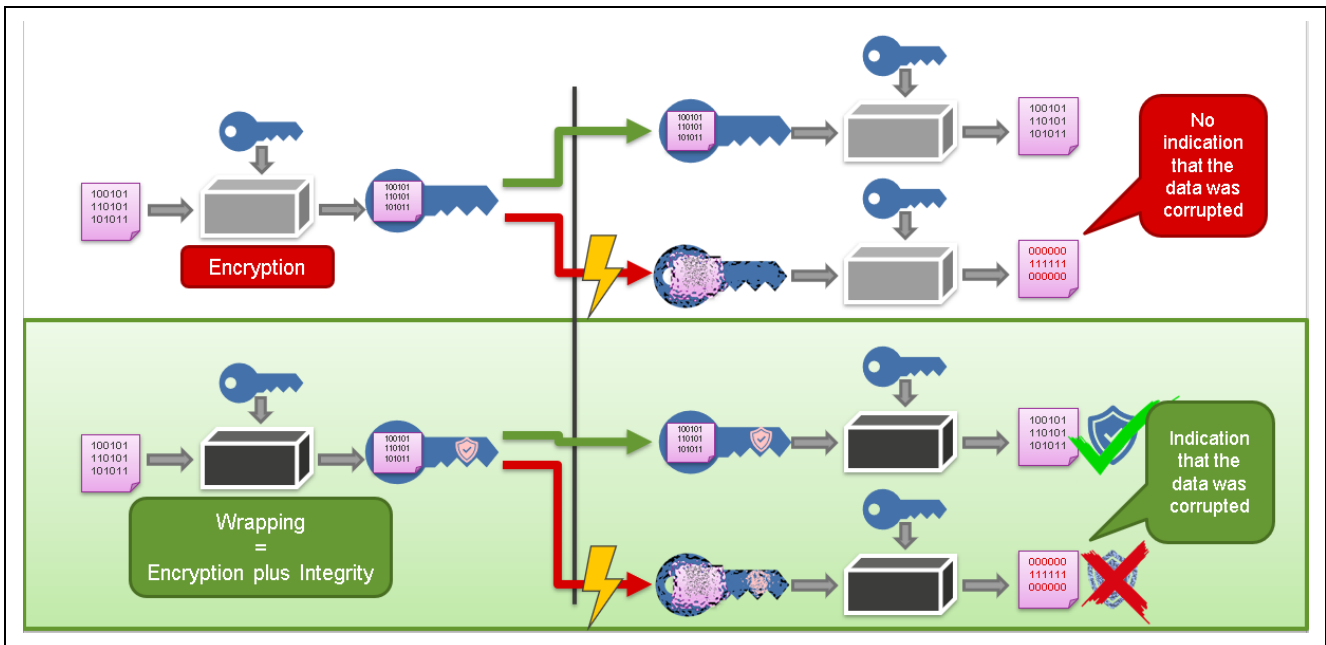 100101
110101
101011
Encryption
100101
110101
101011
100101
110101
101011
100101
110101
101011
No
indication
that the
data was
corrupted
000000
111111
000000
100101
110101
101011
Wrapping
=
Encryption plus Integrity
100101
110101
101011
100101
110101
101011
100101
110101
101011
Indication
that the
data was
corrupted
000000
111111
000000